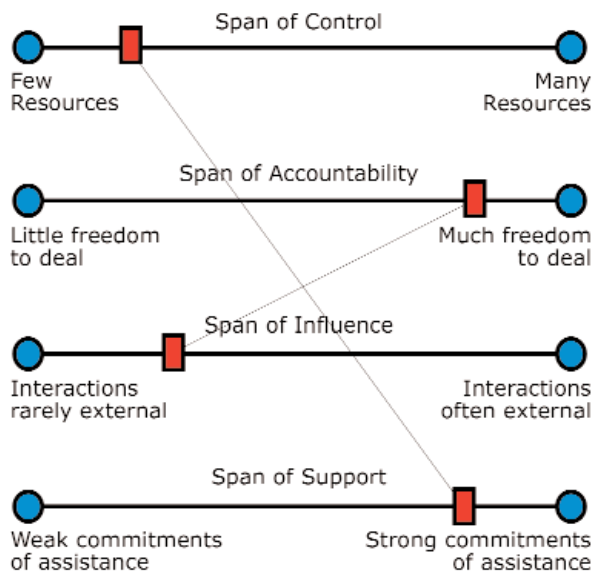 Span of Control
Few
Resources
Many
Resources
Span of Accountability
Little freedom
to deal
Much freedom
to deal
Span of Influence
Interactions
rarely external
Interactions
often external
Span of Support
Weak commitments
of assistance
Strong commitments
of assistance